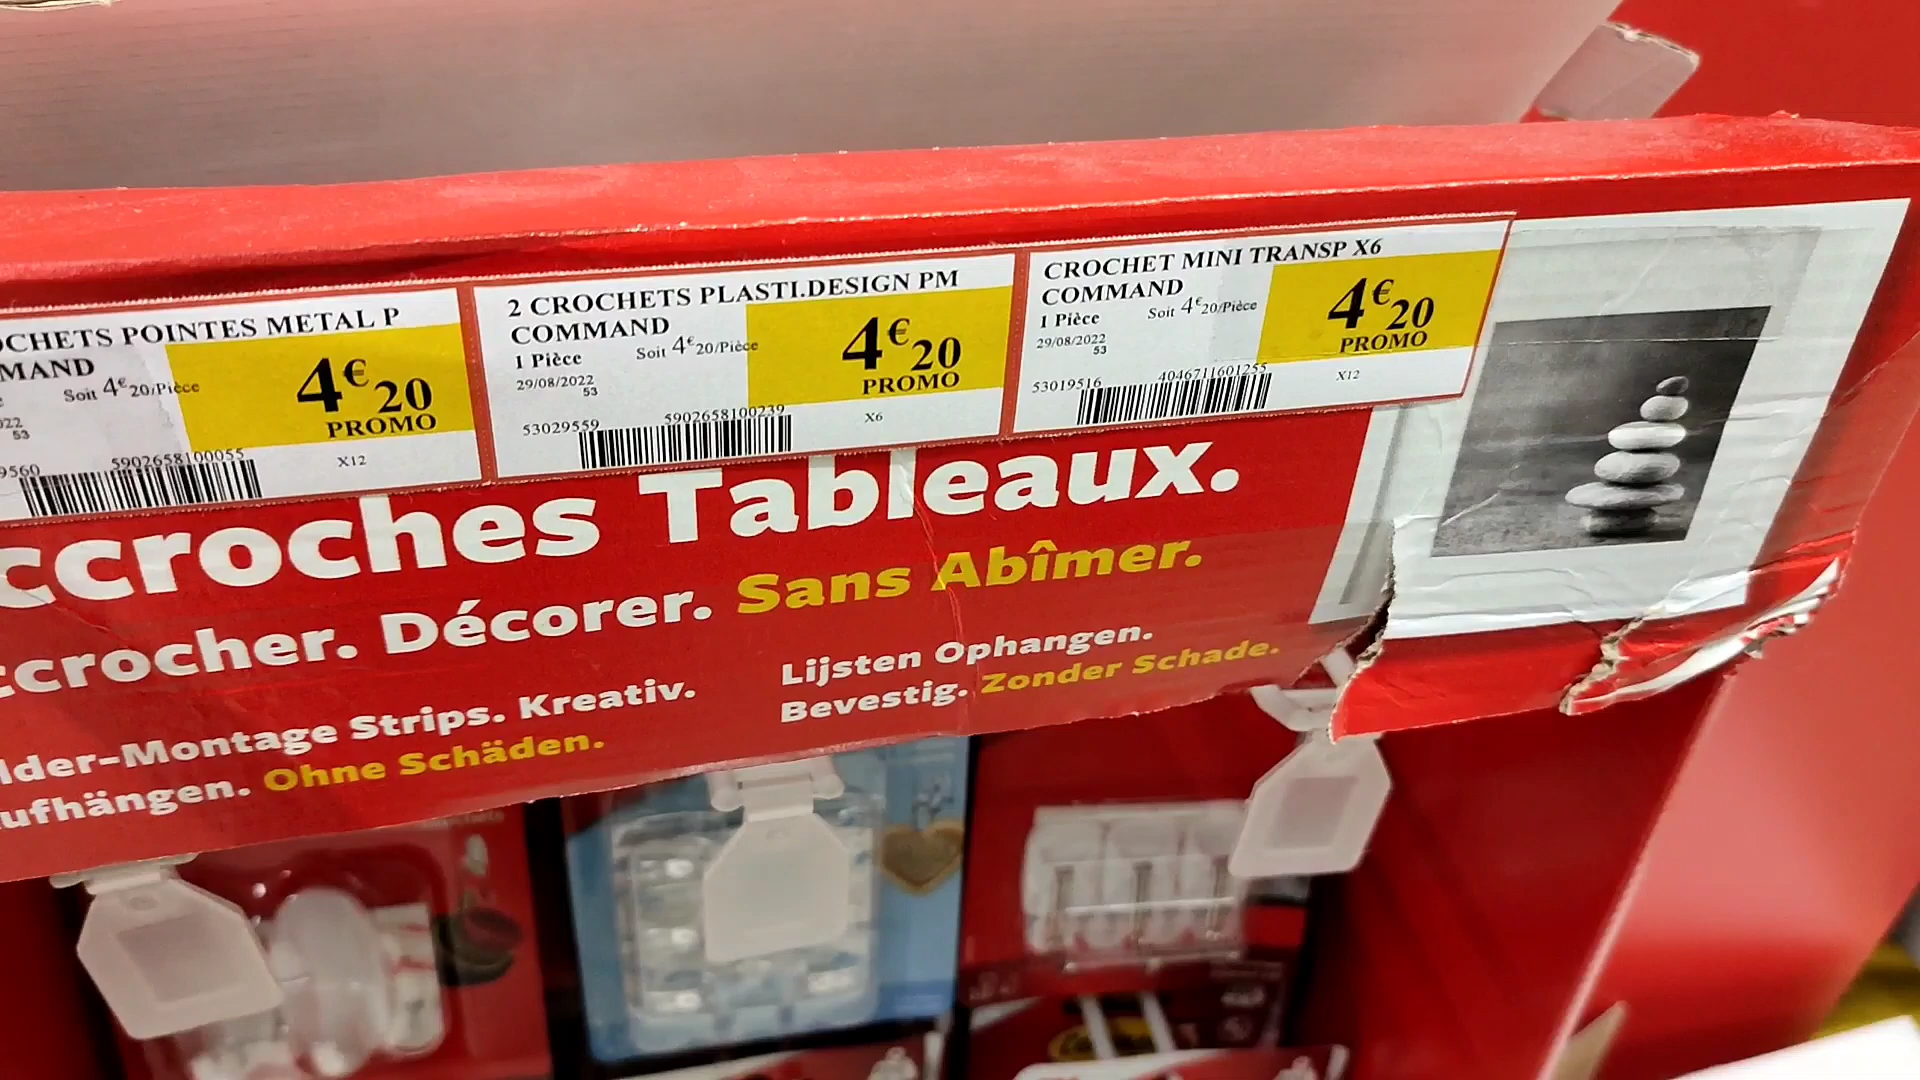 OCHETS POINTES METAL P
MAND
Soit 4€20/Pièce
4€20
PROMO
022
53
9560
5902658100055
X12
2 CROCHETS PLASTI.DESIGN PM
COMMAND
1 Pièce
Soit 4€20/Pièce
29/08/2022
53
4€20
PROMO
53029559
5902658100239
X6
CROCHET MINI TRANSP X6
COMMAND
1 Pièce
Soit 4€20/Pièce
29/08/2022
53
4€20
PROMO
53019516
4046711601255
X12
ccroches Tableaux.
ccrocher. Décorer. Sans Abîmer.
lder-Montage Strips. Kreativ.
ufhängen. Ohne Schäden.
Lijsten Ophangen.
Bevestig. Zonder Schade.